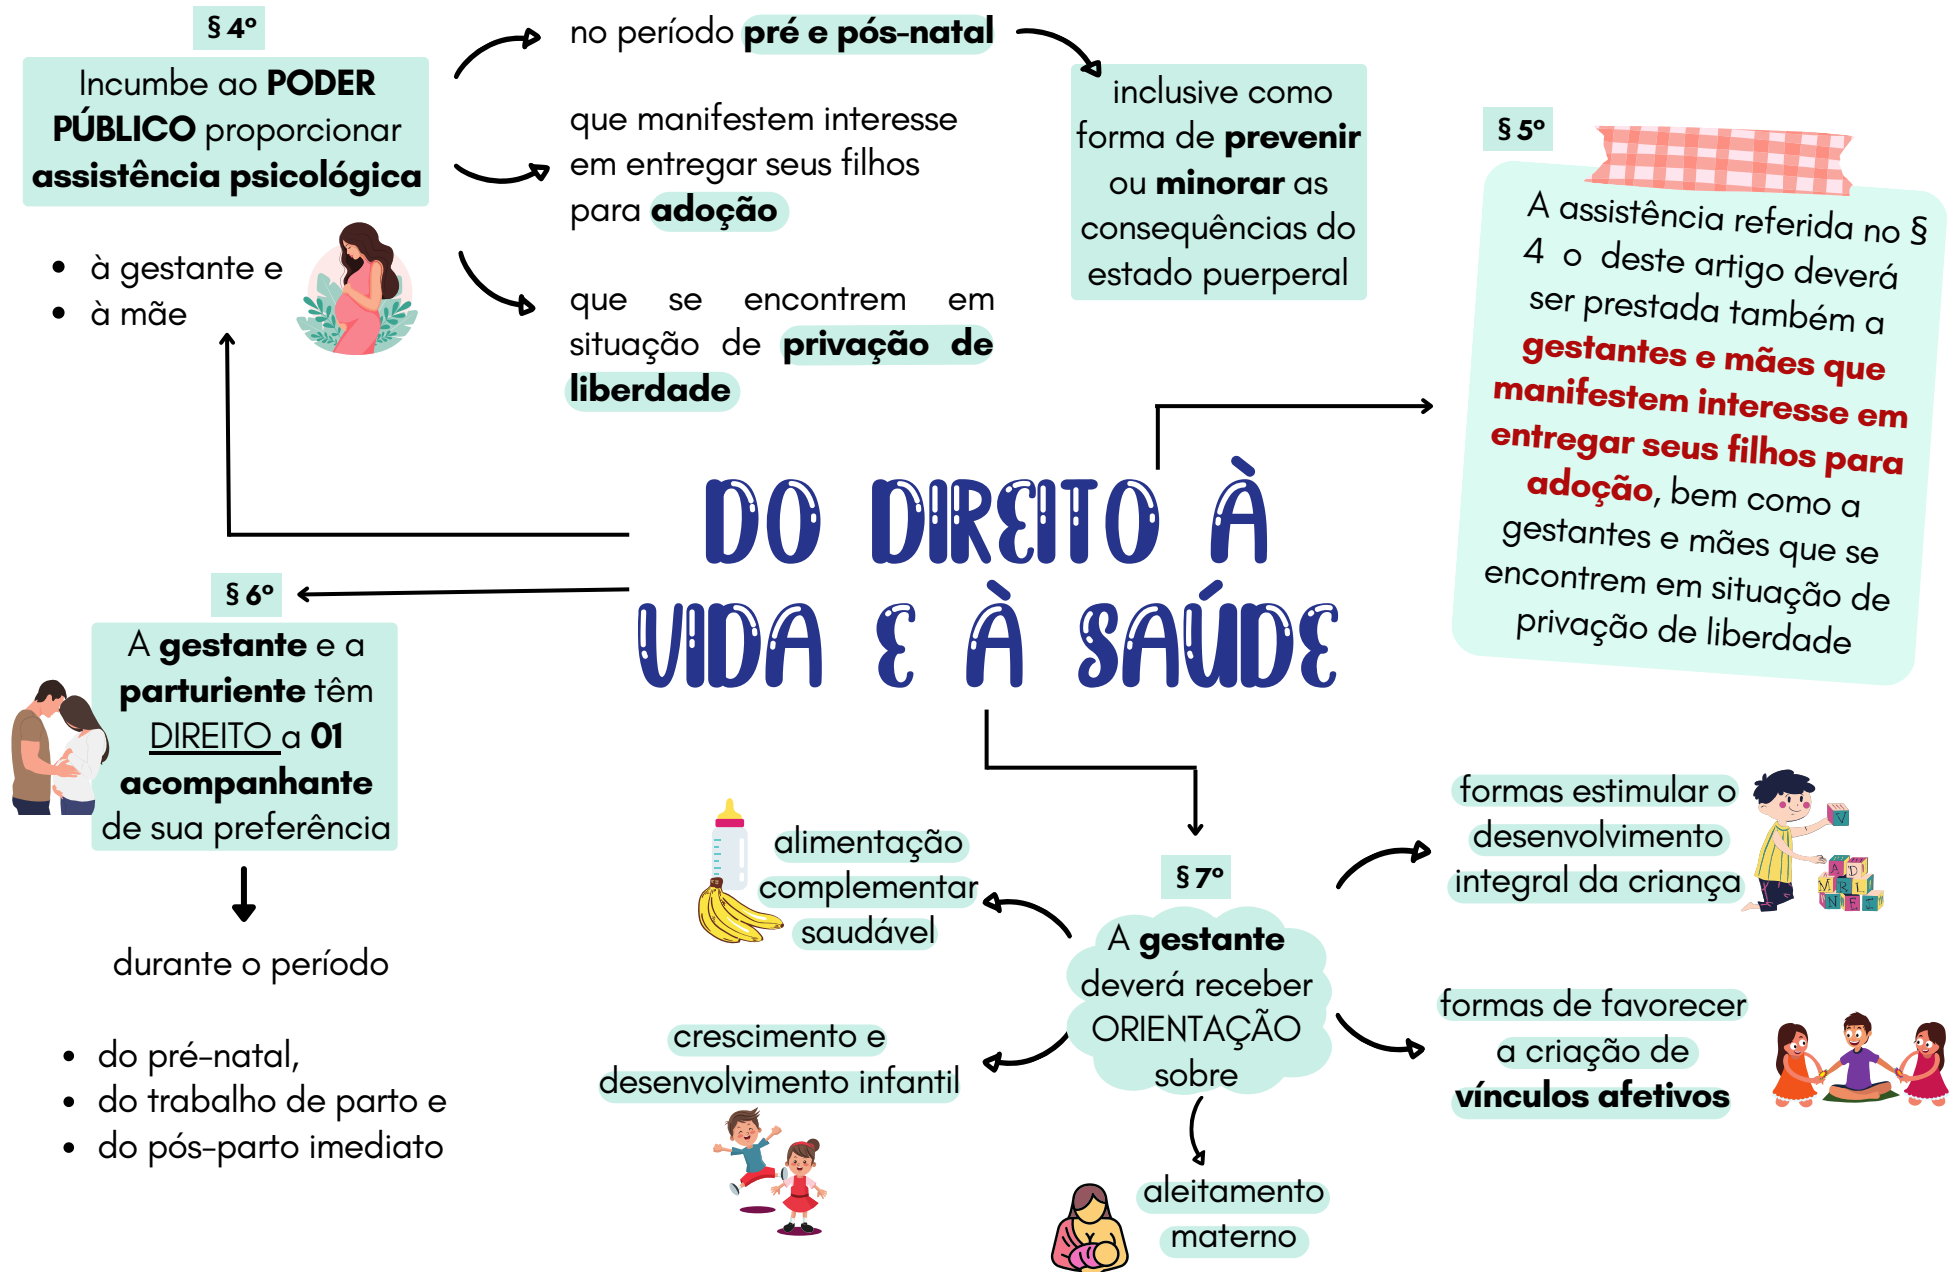 § 4º
Incumbe ao PODER
PÚBLICO proporcionar
assistência psicológica
• à gestante e
• à mãe
no período pré e pós-natal
que manifestem interesse
em entregar seus filhos
para adoção
que se encontrem em
situação de privação de
liberdade
inclusive como
forma de prevenir
ou minorar as
consequências do
estado puerperal
§ 5º
A assistência referida no §
4 o deste artigo deverá
ser prestada também a
gestantes e mães que
manifestem interesse em
entregar seus filhos para
adoção, bem como a
gestantes e mães que se
encontrem em situação de
privação de liberdade
DO DIREITO À
VIDA E À SAÚDE
§ 6º
A gestante e a
parturiente têm
DIREITO a 01
acompanhante
de sua preferência
durante o período
• do pré-natal,
• do trabalho de parto e
• do pós-parto imediato
§ 7º
A gestante
deverá receber
ORIENTAÇÃO
sobre
alimentação
complementar
saudável
crescimento e
desenvolvimento infantil
aleitamento
materno
formas estimular o
desenvolvimento
integral da criança
V
A D I
M R L I
N E I
formas de favorecer
a criação de
vínculos afetivos